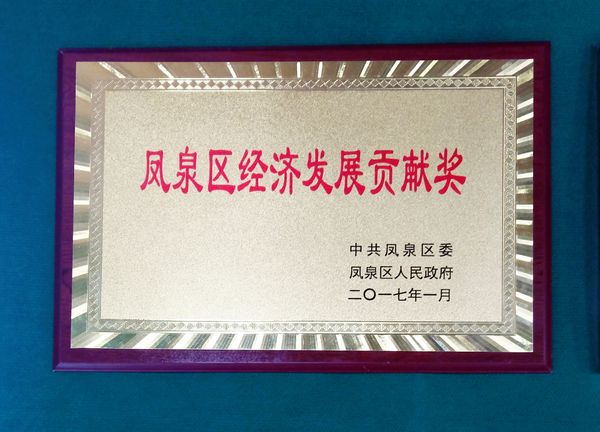 凤泉区经济发展贡献奖
中共凤泉区委
凤泉区人民政府
二〇一七年一月